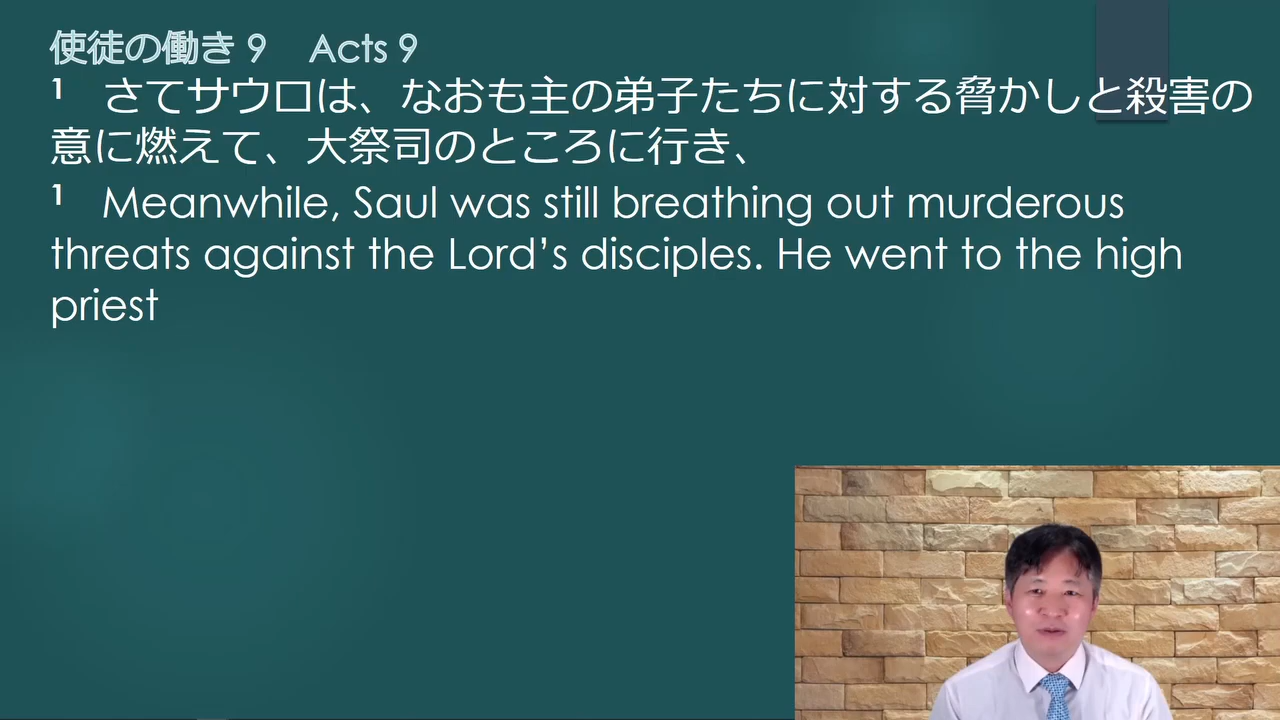 使徒の働き 9　Acts 9
1　さてサウロは、なおも主の弟子たちに対する脅かしと殺害の
意に燃えて、大祭司のところに行き、
1　Meanwhile, Saul was still breathing out murderous
threats against the Lord’s disciples. He went to the high
priest